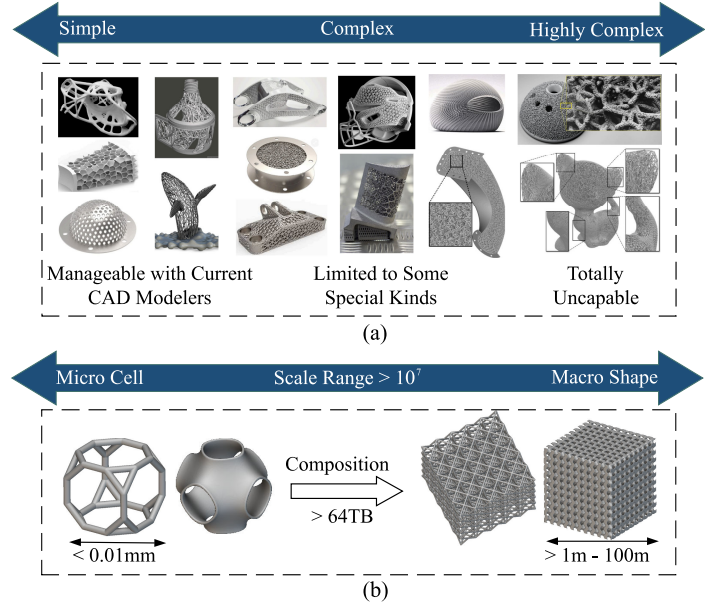 Simple Complex Highly Complex
Manageable with Current
CAD Modelers
Limited to Some
Special Kinds
Totally
Uncapable
(a)
Micro Cell Scale Range > 10⁷ Macro Shape
Composition
> 64TB
< 0.01mm
> 1m - 100m
(b)